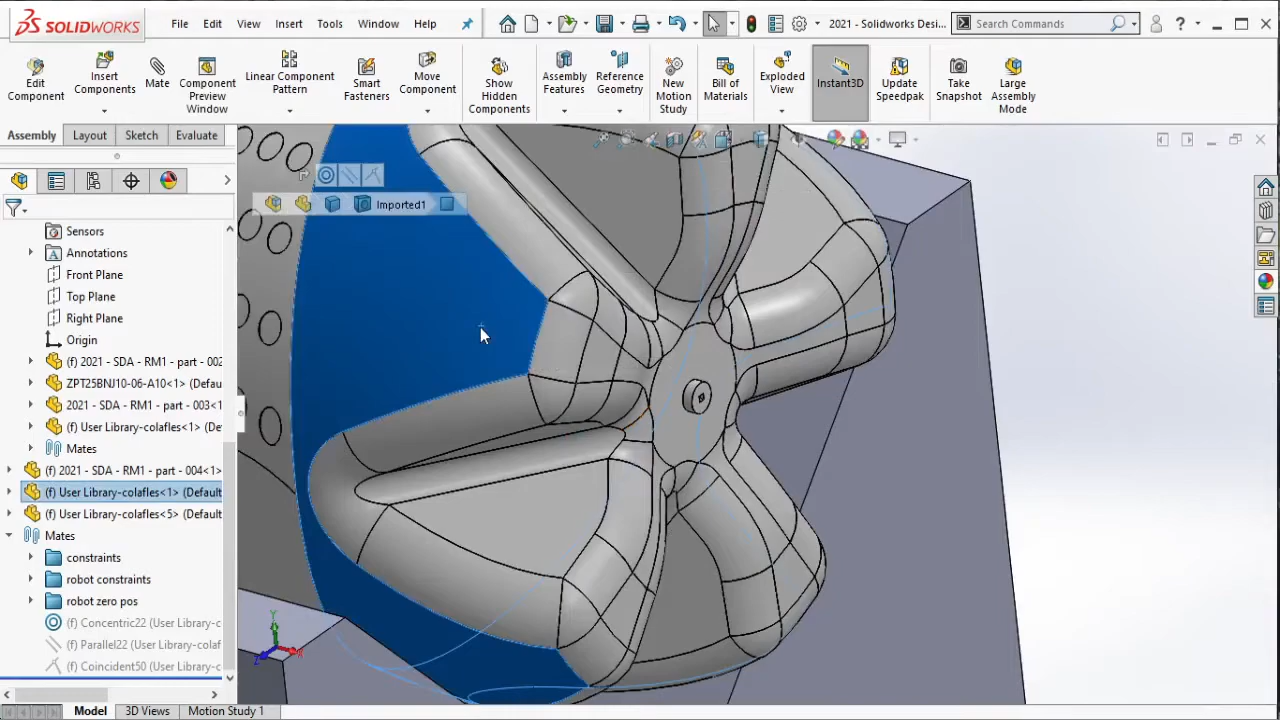 SOLIDWORKS File Edit View Insert Tools Window Help 2021 - Solidworks Desi... Search Commands
Edit Component
Insert Components
Mate
Component Preview Window
Linear Component Pattern
Smart Fasteners
Move Component
Show Hidden Components
Assembly Features
Reference Geometry
New Motion Study
Bill of Materials
Exploded View
Instant3D
Update Speedpak
Take Snapshot
Large Assembly Mode
Assembly Layout Sketch Evaluate
Imported1
Sensors
Annotations
Front Plane
Top Plane
Right Plane
Origin
(f) 2021 - SDA - RM1 - part - 002
ZPT25BNJ10-06-A10<1> (Defau
2021 - SDA - RM1 - part - 003<1
(f) User Library-colafles<1> (De
Mates
(f) 2021 - SDA - RM1 - part - 004<1>
(f) User Library-colafles<1> (Default
(f) User Library-colafles<5> (Default
Mates
constraints
robot constraints
robot zero pos
(f) Concentric22 (User Library-c
(f) Parallel22 (User Library-colaf
(f) Coincident50 (User Library-c
Y
Z X
Model 3D Views Motion Study 1